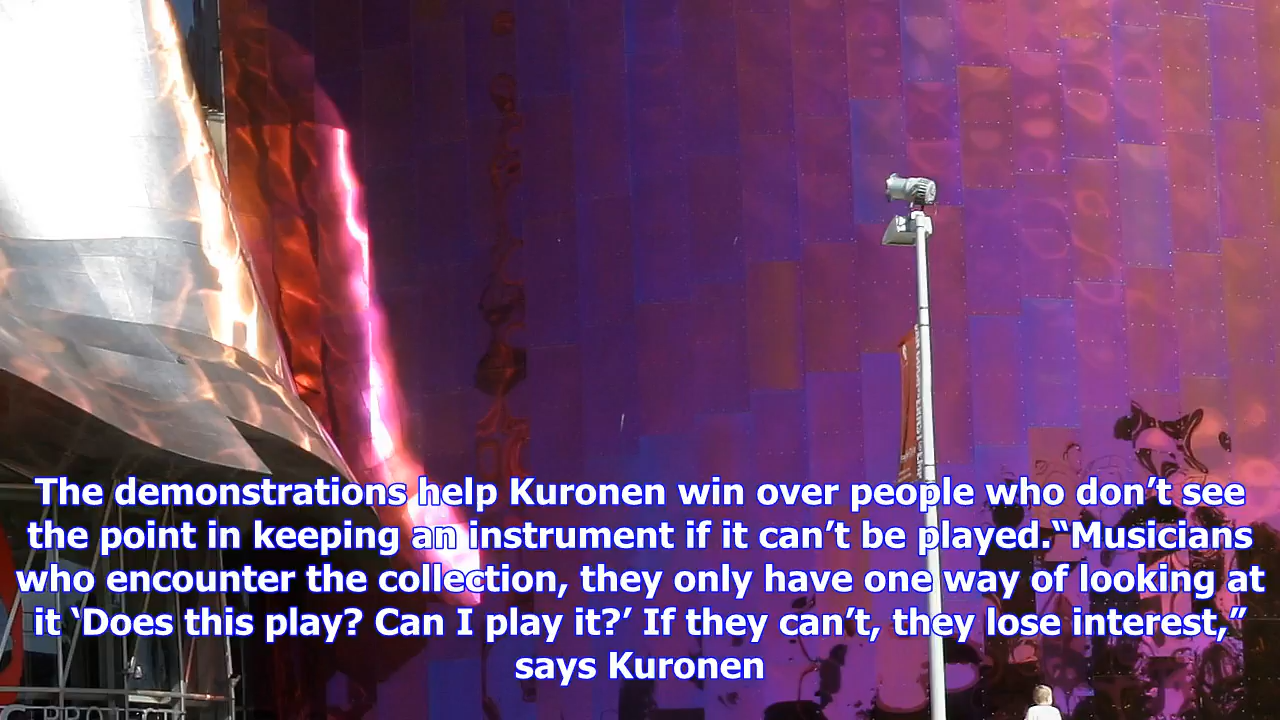 The demonstrations help Kuronen win over people who don’t see
the point in keeping an instrument if it can’t be played.“Musicians
who encounter the collection, they only have one way of looking at
it ‘Does this play? Can I play it?’ If they can’t, they lose interest,”
says Kuronen
PROJECT